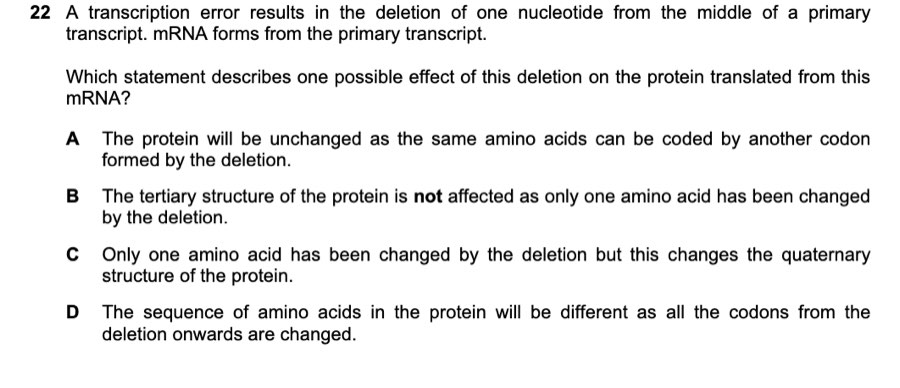 22 A transcription error results in the deletion of one nucleotide from the middle of a primary
transcript. mRNA forms from the primary transcript.
Which statement describes one possible effect of this deletion on the protein translated from this
mRNA?
A The protein will be unchanged as the same amino acids can be coded by another codon
formed by the deletion.
B The tertiary structure of the protein is not affected as only one amino acid has been changed
by the deletion.
C Only one amino acid has been changed by the deletion but this changes the quaternary
structure of the protein.
D The sequence of amino acids in the protein will be different as all the codons from the
deletion onwards are changed.